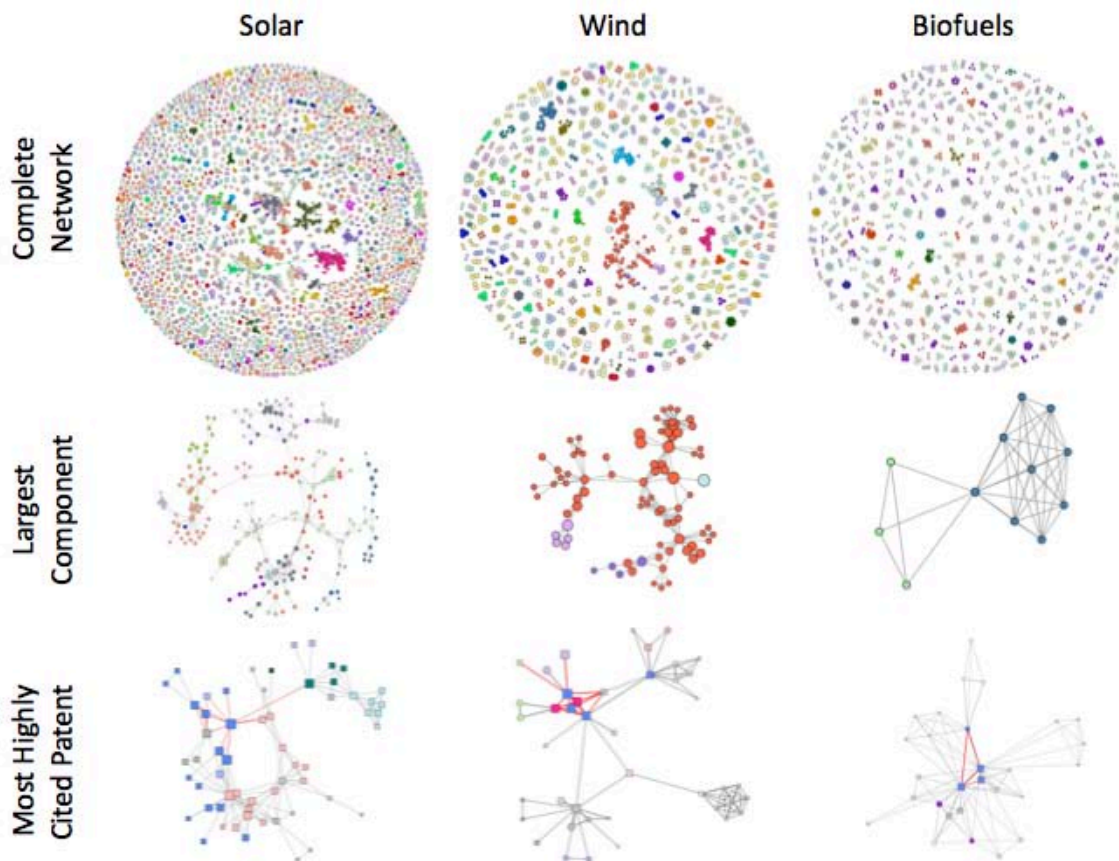 Solar
Wind
Biofuels
Complete
Network
Largest
Component
Most Highly
Cited Patent